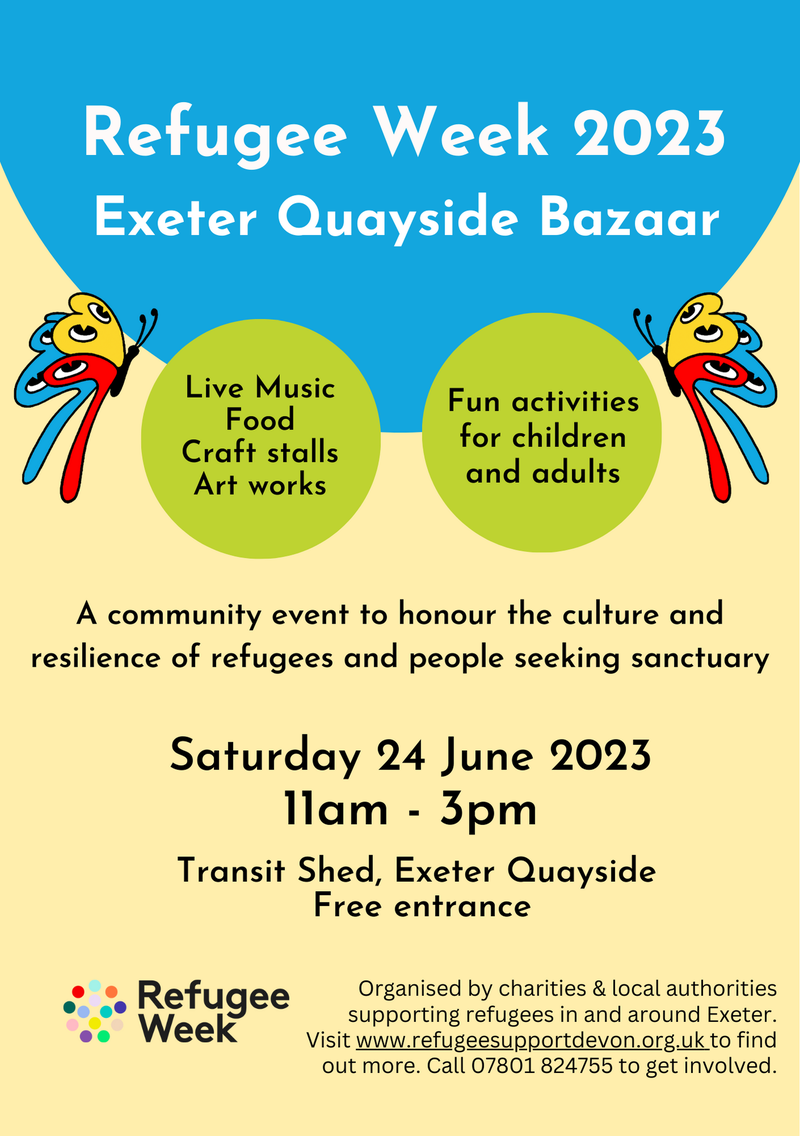 Refugee Week 2023
Exeter Quayside Bazaar
Live Music
Food
Craft stalls
Art works
Fun activities
for children
and adults
A community event to honour the culture and
resilience of refugees and people seeking sanctuary
Saturday 24 June 2023
11am - 3pm
Transit Shed, Exeter Quayside
Free entrance
Refugee
Week
Organised by charities & local authorities
supporting refugees in and around Exeter.
Visit www.refugeesupportdevon.org.uk to find
out more. Call 07801 824755 to get involved.